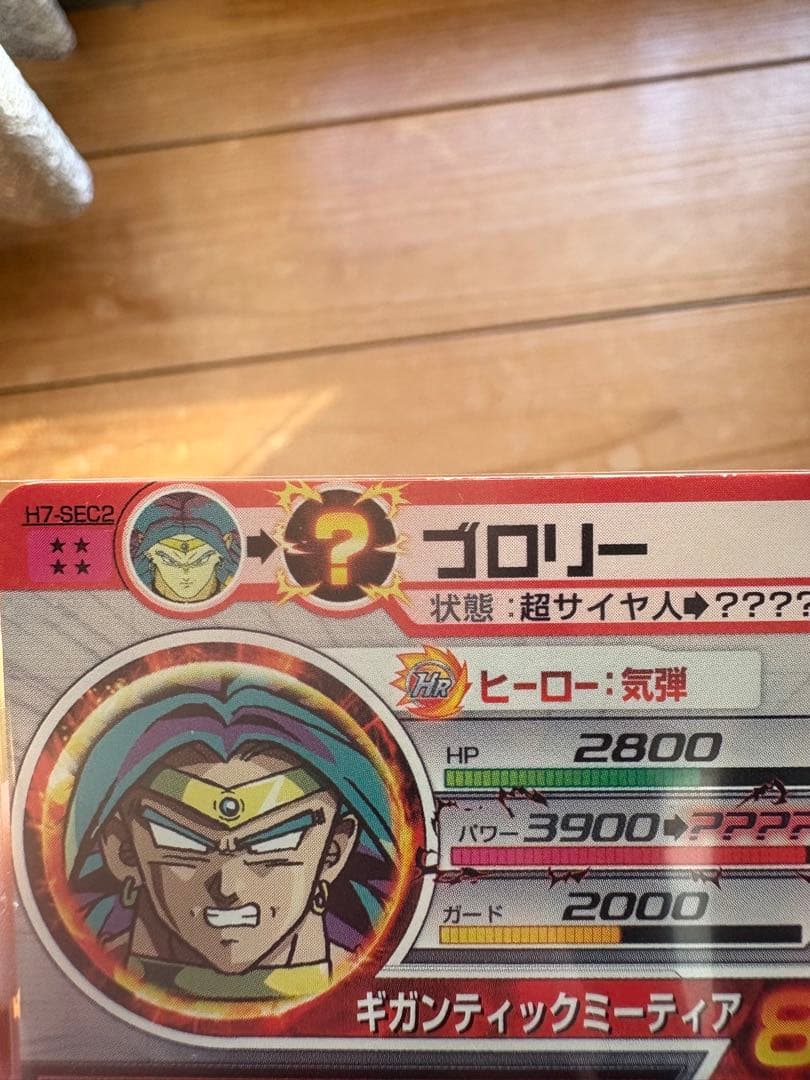 H7-SEC2
ゴロリー
状態:超サイヤ人➡????
HR ヒーロー:気弾
HP 2800
パワー 3900➡????
ガード 2000
ギガンティックミーティア 8